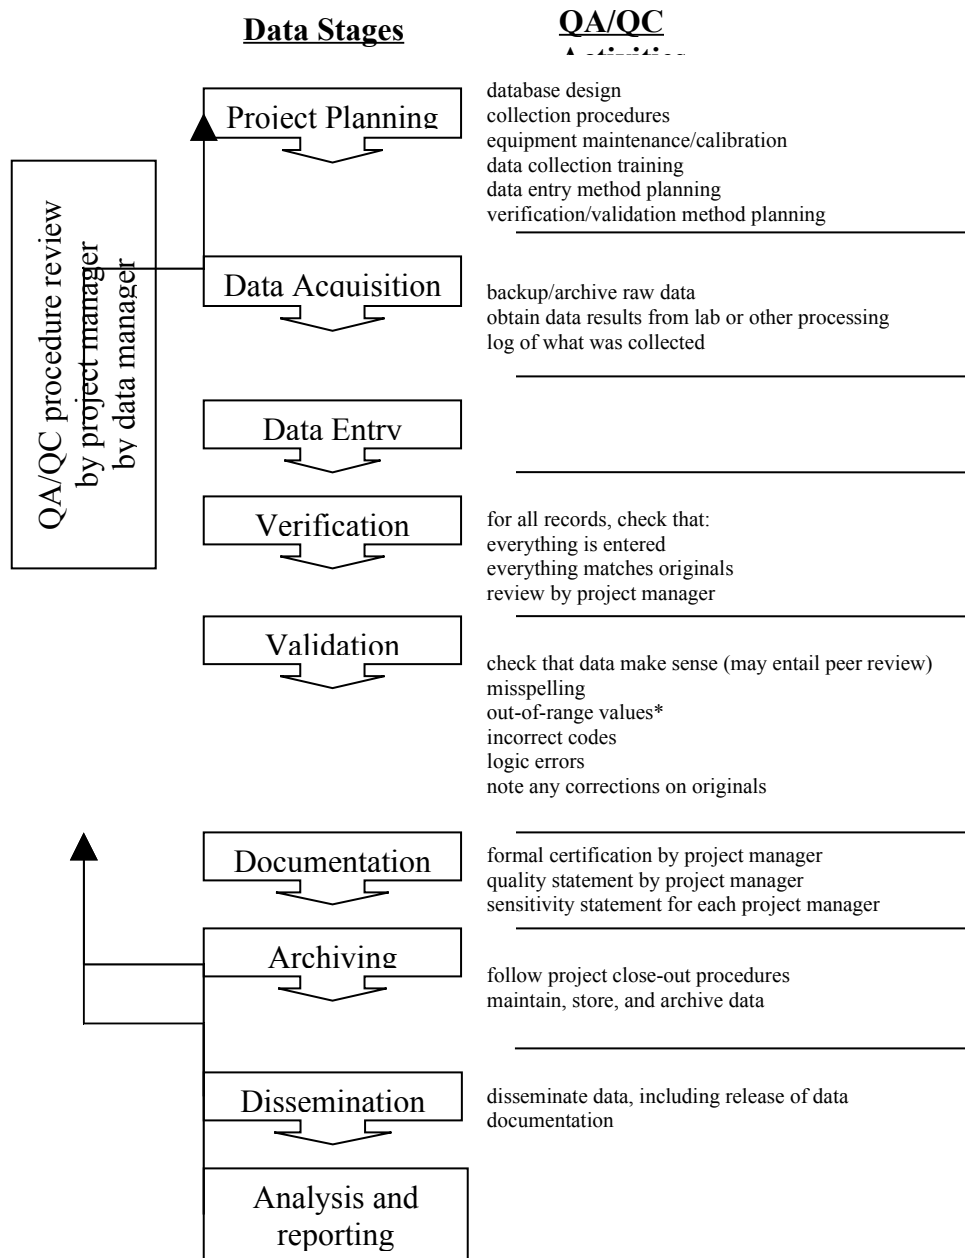 Data Stages
QA/QC
Activities
Project Planning
database design
collection procedures
equipment maintenance/calibration
data collection training
data entry method planning
verification/validation method planning
QA/QC procedure review
by project manager
by data manager
Data Acquisition
backup/archive raw data
obtain data results from lab or other processing
log of what was collected
Data Entry
Verification
for all records, check that:
everything is entered
everything matches originals
review by project manager
Validation
check that data make sense (may entail peer review)
misspelling
out-of-range values*
incorrect codes
logic errors
note any corrections on originals
Documentation
formal certification by project manager
quality statement by project manager
sensitivity statement for each project manager
Archiving
follow project close-out procedures
maintain, store, and archive data
Dissemination
disseminate data, including release of data
documentation
Analysis and
reporting